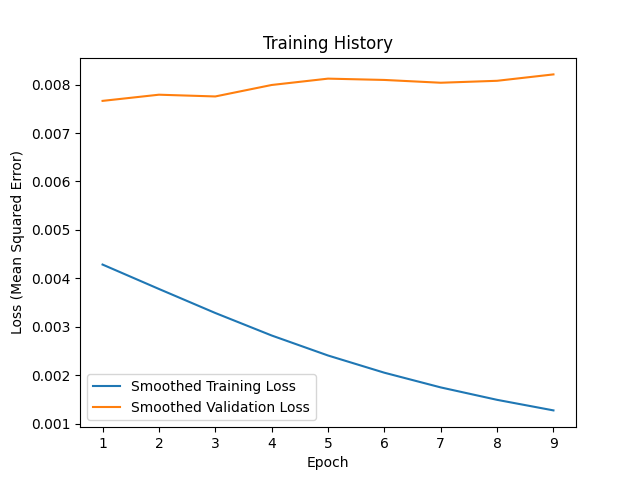 Training History
Loss (Mean Squared Error)
0.008
0.007
0.006
0.005
0.004
0.003
0.002
0.001
Smoothed Training Loss
Smoothed Validation Loss
1 2 3 4 5 6 7 8 9
Epoch